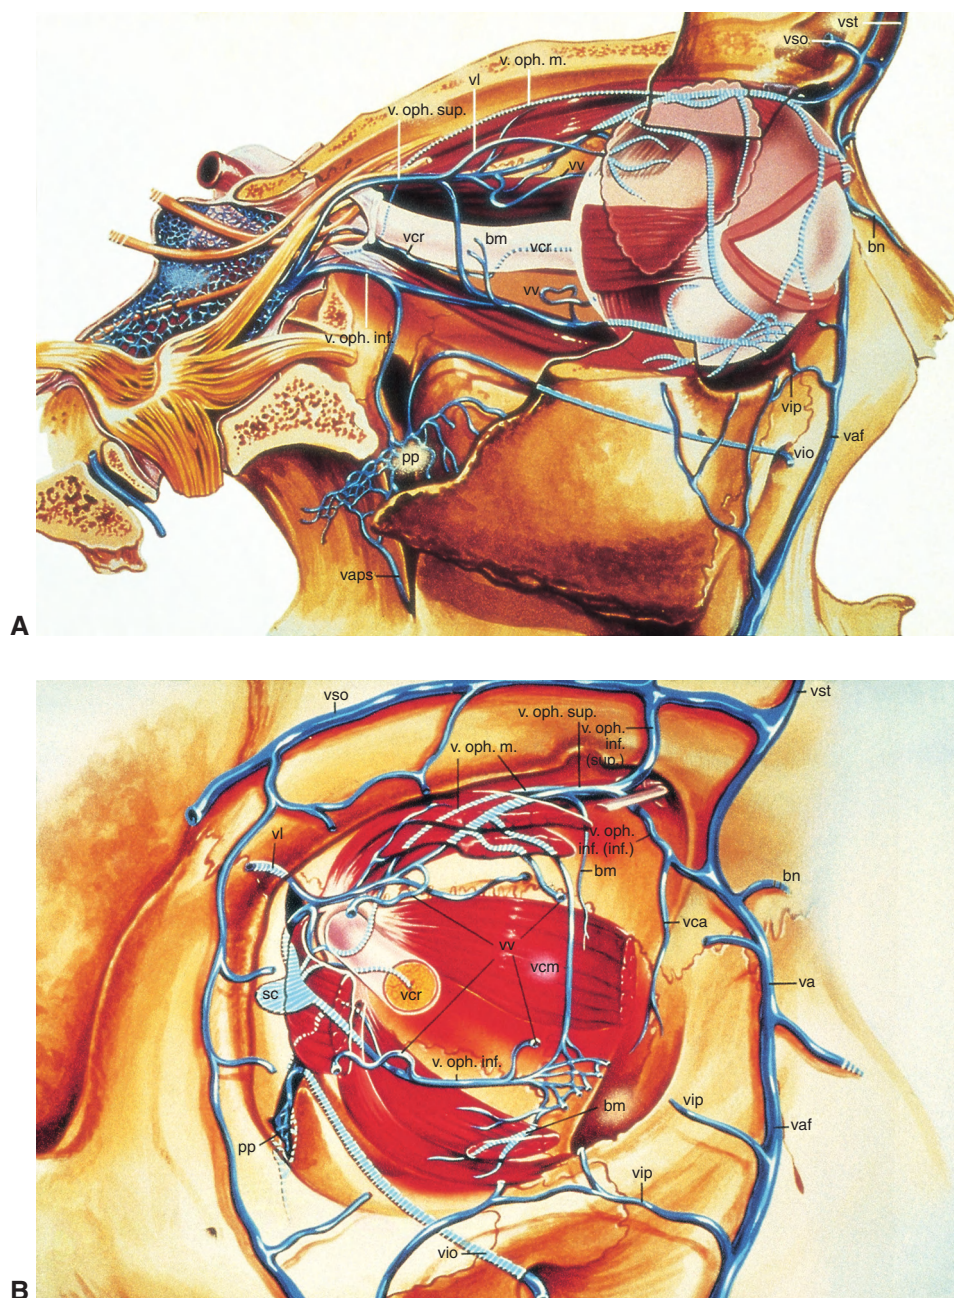 vst
vso
v. oph. m.
vl
v. oph. sup.
vv
vcr
bm
vcr
bn
vv
v. oph. inf.
vip
vaf
pp
vio
vaps
A
vso
vst
v. oph. sup.
v. oph.
inf.
(sup.)
v. oph. m.
vl
v. oph.
inf. (inf.)
bm
bn
vca
vv
vcm
va
sc
vcr
v. oph. inf.
vip
bm
vaf
pp
vip
vio
B